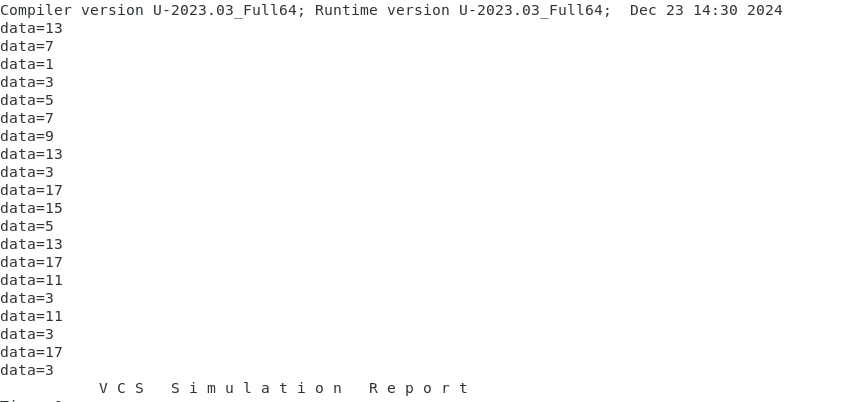 Compiler version U-2023.03_Full64; Runtime version U-2023.03_Full64;  Dec 23 14:30 2024
data=13
data=7
data=1
data=3
data=5
data=7
data=9
data=13
data=3
data=17
data=15
data=5
data=13
data=17
data=11
data=3
data=11
data=3
data=17
data=3
V C S   S i m u l a t i o n   R e p o r t